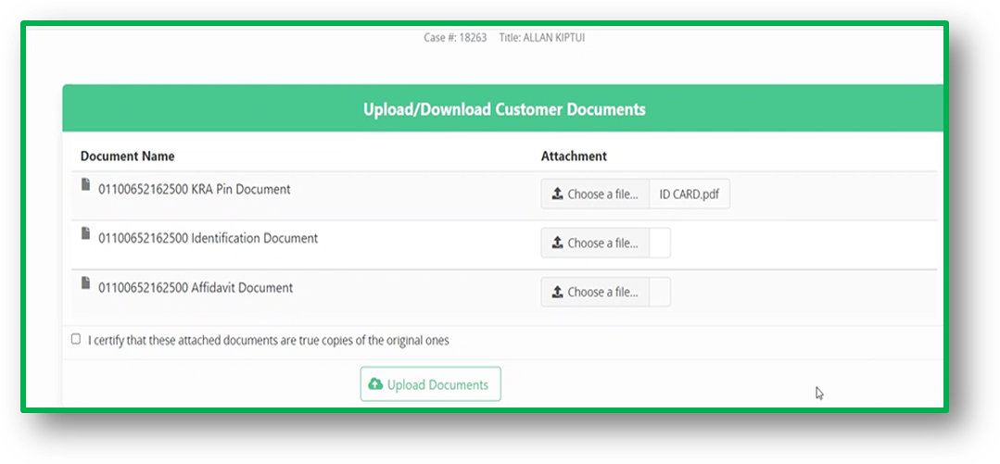 Case #: 18263 Title: ALLAN KIPTUI
Upload/Download Customer Documents
Document Name Attachment
01100652162500 KRA Pin Document Choose a file... ID CARD.pdf
01100652162500 Identification Document Choose a file...
01100652162500 Affidavit Document Choose a file...
I certify that these attached documents are true copies of the original ones
Upload Documents